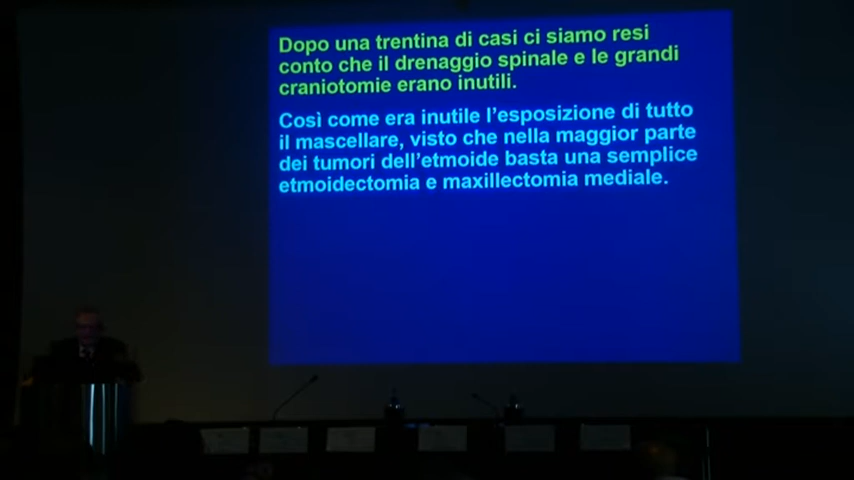 Dopo una trentina di casi ci siamo resi
conto che il drenaggio spinale e le grandi
craniotomie erano inutili.
Così come era inutile l'esposizione di tutto
il mascellare, visto che nella maggior parte
dei tumori dell'etmoide basta una semplice
etmoidectomia e maxillectomia mediale.